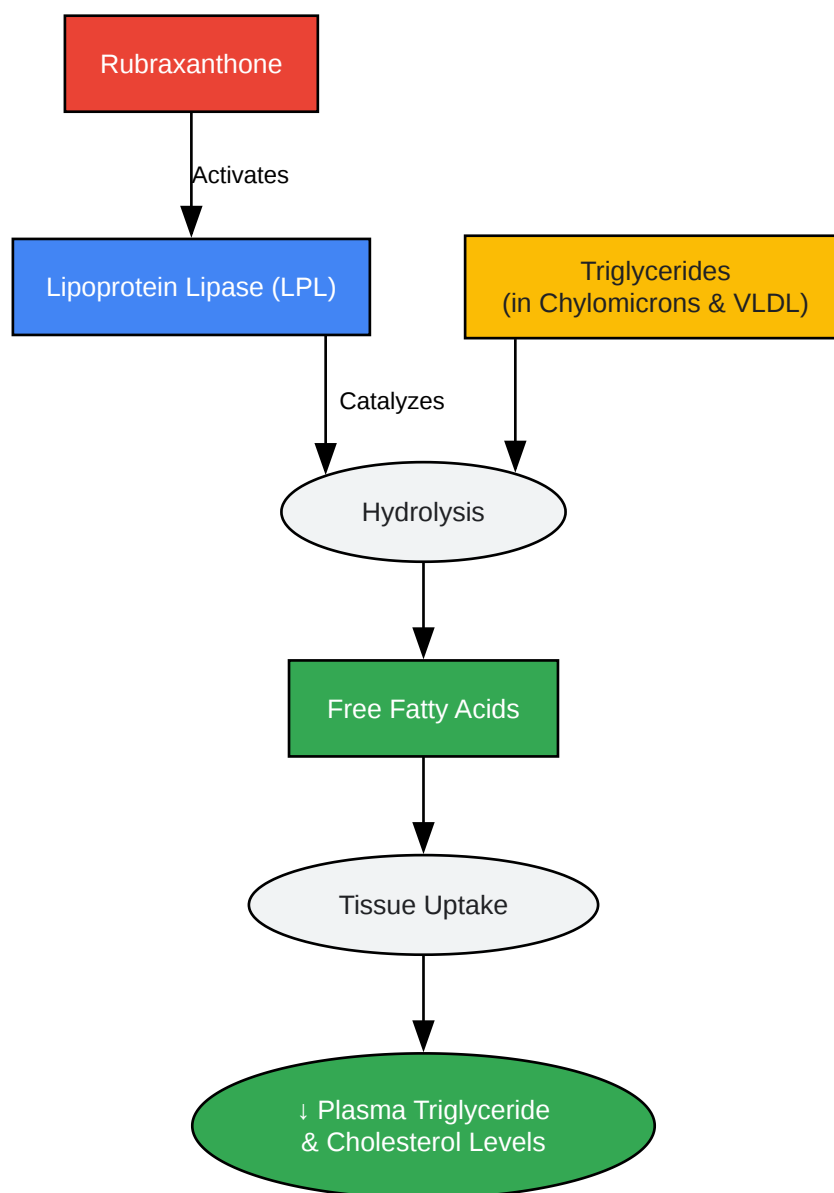 Rubraxanthone
Activates
Lipoprotein Lipase (LPL)
Triglycerides
(in Chylomicrons & VLDL)
Catalyzes
Hydrolysis
Free Fatty Acids
Tissue Uptake
↓ Plasma Triglyceride
& Cholesterol Levels